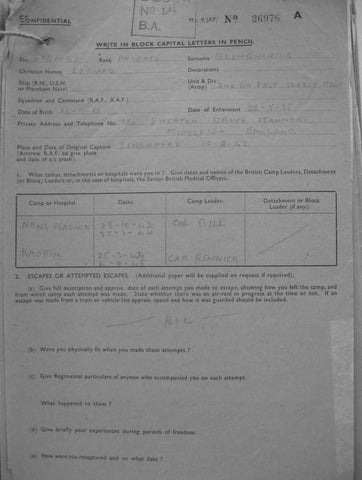 CONFIDENTIAL
No 24
B.A.
M.I. 9/JAP/ No 26976 A
WRITE IN BLOCK CAPITAL LETTERS IN PENCIL
No. Rank PRIVATE Surname
Christian Names LEONARD Decorations
Ship (R.N., U.S.N. or Merchant Navy)
Unit & Div. (Army)
Squadron and Command (R.A.F., A.A.F.)
Date of Birth Date of Enlistment
Private Address and Telephone No. DRIVE STANMORE
MIDDLESEX ENGLAND
Place and Date of Original Capture SINGAPORE 15-2-42
(Aircrew R.A.F. to give place
and date of a/c crash).
1. What camps, detachments or hospitals were you in? Give dates and names of the British Camp Leaders, Detachment
(or Block) Leaders or, in the case of hospitals, the Senior British Medical Officers.
Camp or Hospital. Dates. Camp Leader. Detachment or Block
Leader (if any).
NONG PLADUK 28-10-42 COL GILL
2. ESCAPES OR ATTEMPTED ESCAPES. (Additional paper will be supplied on request if required).
(a) Give full description and approx. date of each attempt you made to escape, showing how you left the camp, and
from which camp each attempt was made. State whether there was an air-raid in progress at the time or not. If an
escape was made from a train or vehicle the approx. speed and how it was guarded should be included.
NIL
(b) Were you physically fit when you made these attempts?
(c) Give Regimental particulars of anyone who accompanied you on each attempt.
What happened to them?
(d) Give briefly your experiences during periods of freedom.
(e) How were you recaptured and on what date?